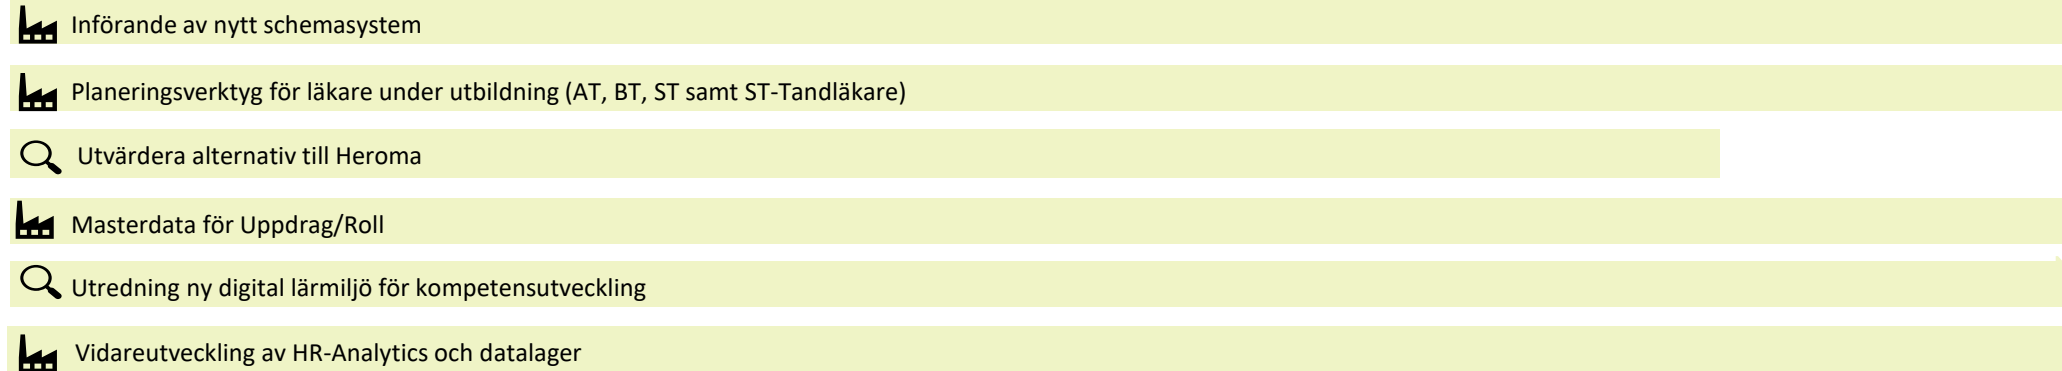 Införande av nytt schemasystem
Planeringsverktyg för läkare under utbildning (AT, BT, ST samt ST-Tandläkare)
Utvärdera alternativ till Heroma
Masterdata för Uppdrag/Roll
Utredning ny digital lärmiljö för kompetensutveckling
Vidareutveckling av HR-Analytics och datalager